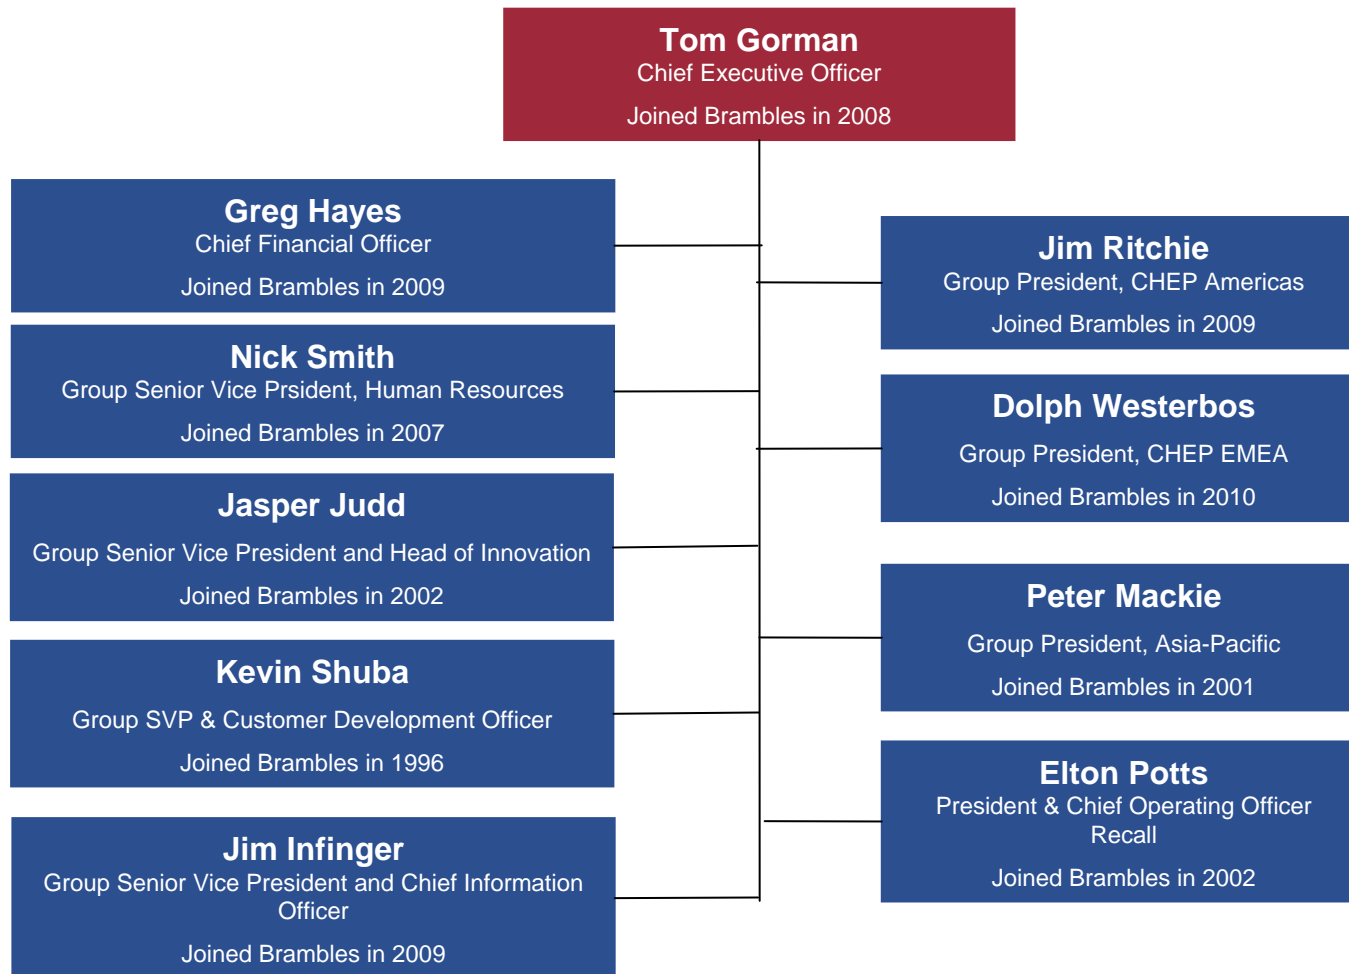 Tom Gorman
Chief Executive Officer
Joined Brambles in 2008
Greg Hayes
Chief Financial Officer
Joined Brambles in 2009
Nick Smith
Group Senior Vice Prsident, Human Resources
Joined Brambles in 2007
Jasper Judd
Group Senior Vice President and Head of Innovation
Joined Brambles in 2002
Kevin Shuba
Group SVP & Customer Development Officer
Joined Brambles in 1996
Jim Infinger
Group Senior Vice President and Chief Information
Officer
Joined Brambles in 2009
Jim Ritchie
Group President, CHEP Americas
Joined Brambles in 2009
Dolph Westerbos
Group President, CHEP EMEA
Joined Brambles in 2010
Peter Mackie
Group President, Asia-Pacific
Joined Brambles in 2001
Elton Potts
President & Chief Operating Officer
Recall
Joined Brambles in 2002